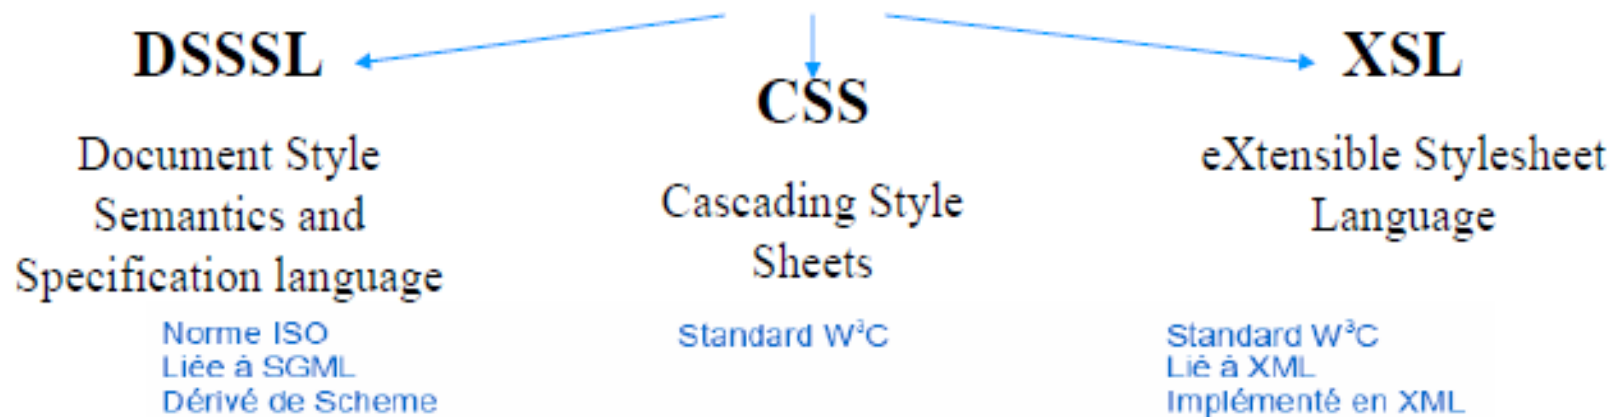 DSSSL
Document Style
Semantics and
Specification language
Norme ISO
Liée à SGML
Dérivé de Scheme
CSS
Cascading Style
Sheets
Standard W³C
XSL
eXtensible Stylesheet
Language
Standard W³C
Lié à XML
Implémenté en XML